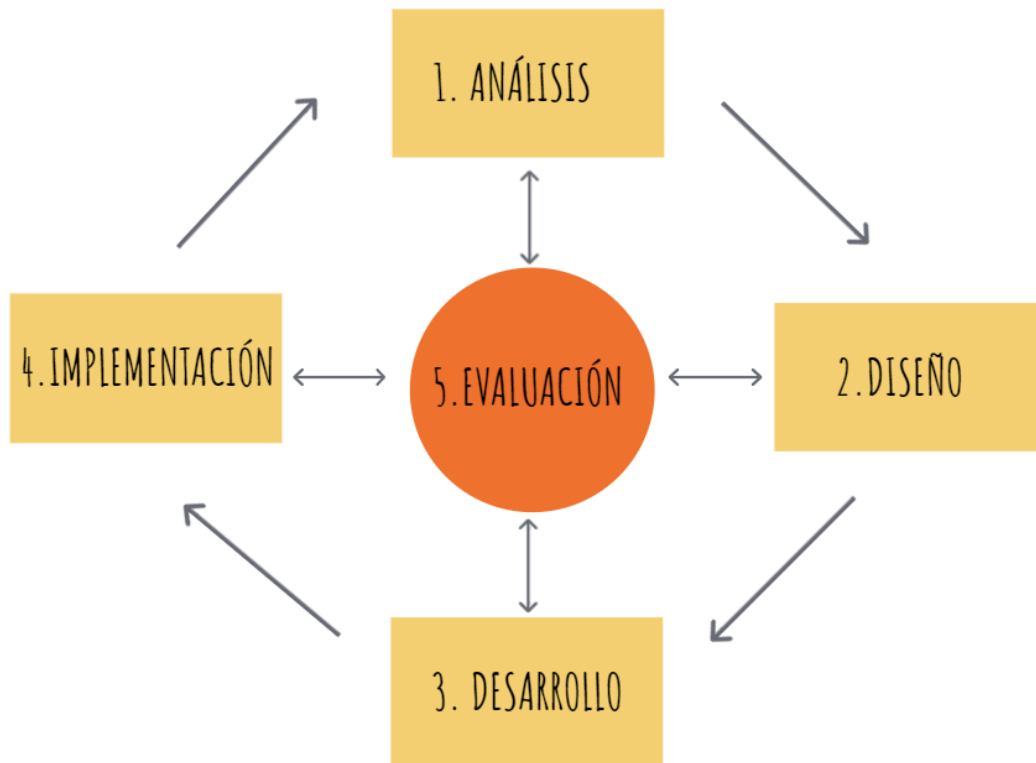 1. ANÁLISIS
2.DISEÑO
3. DESARROLLO
4.IMPLEMENTACIÓN
5.EVALUACIÓN